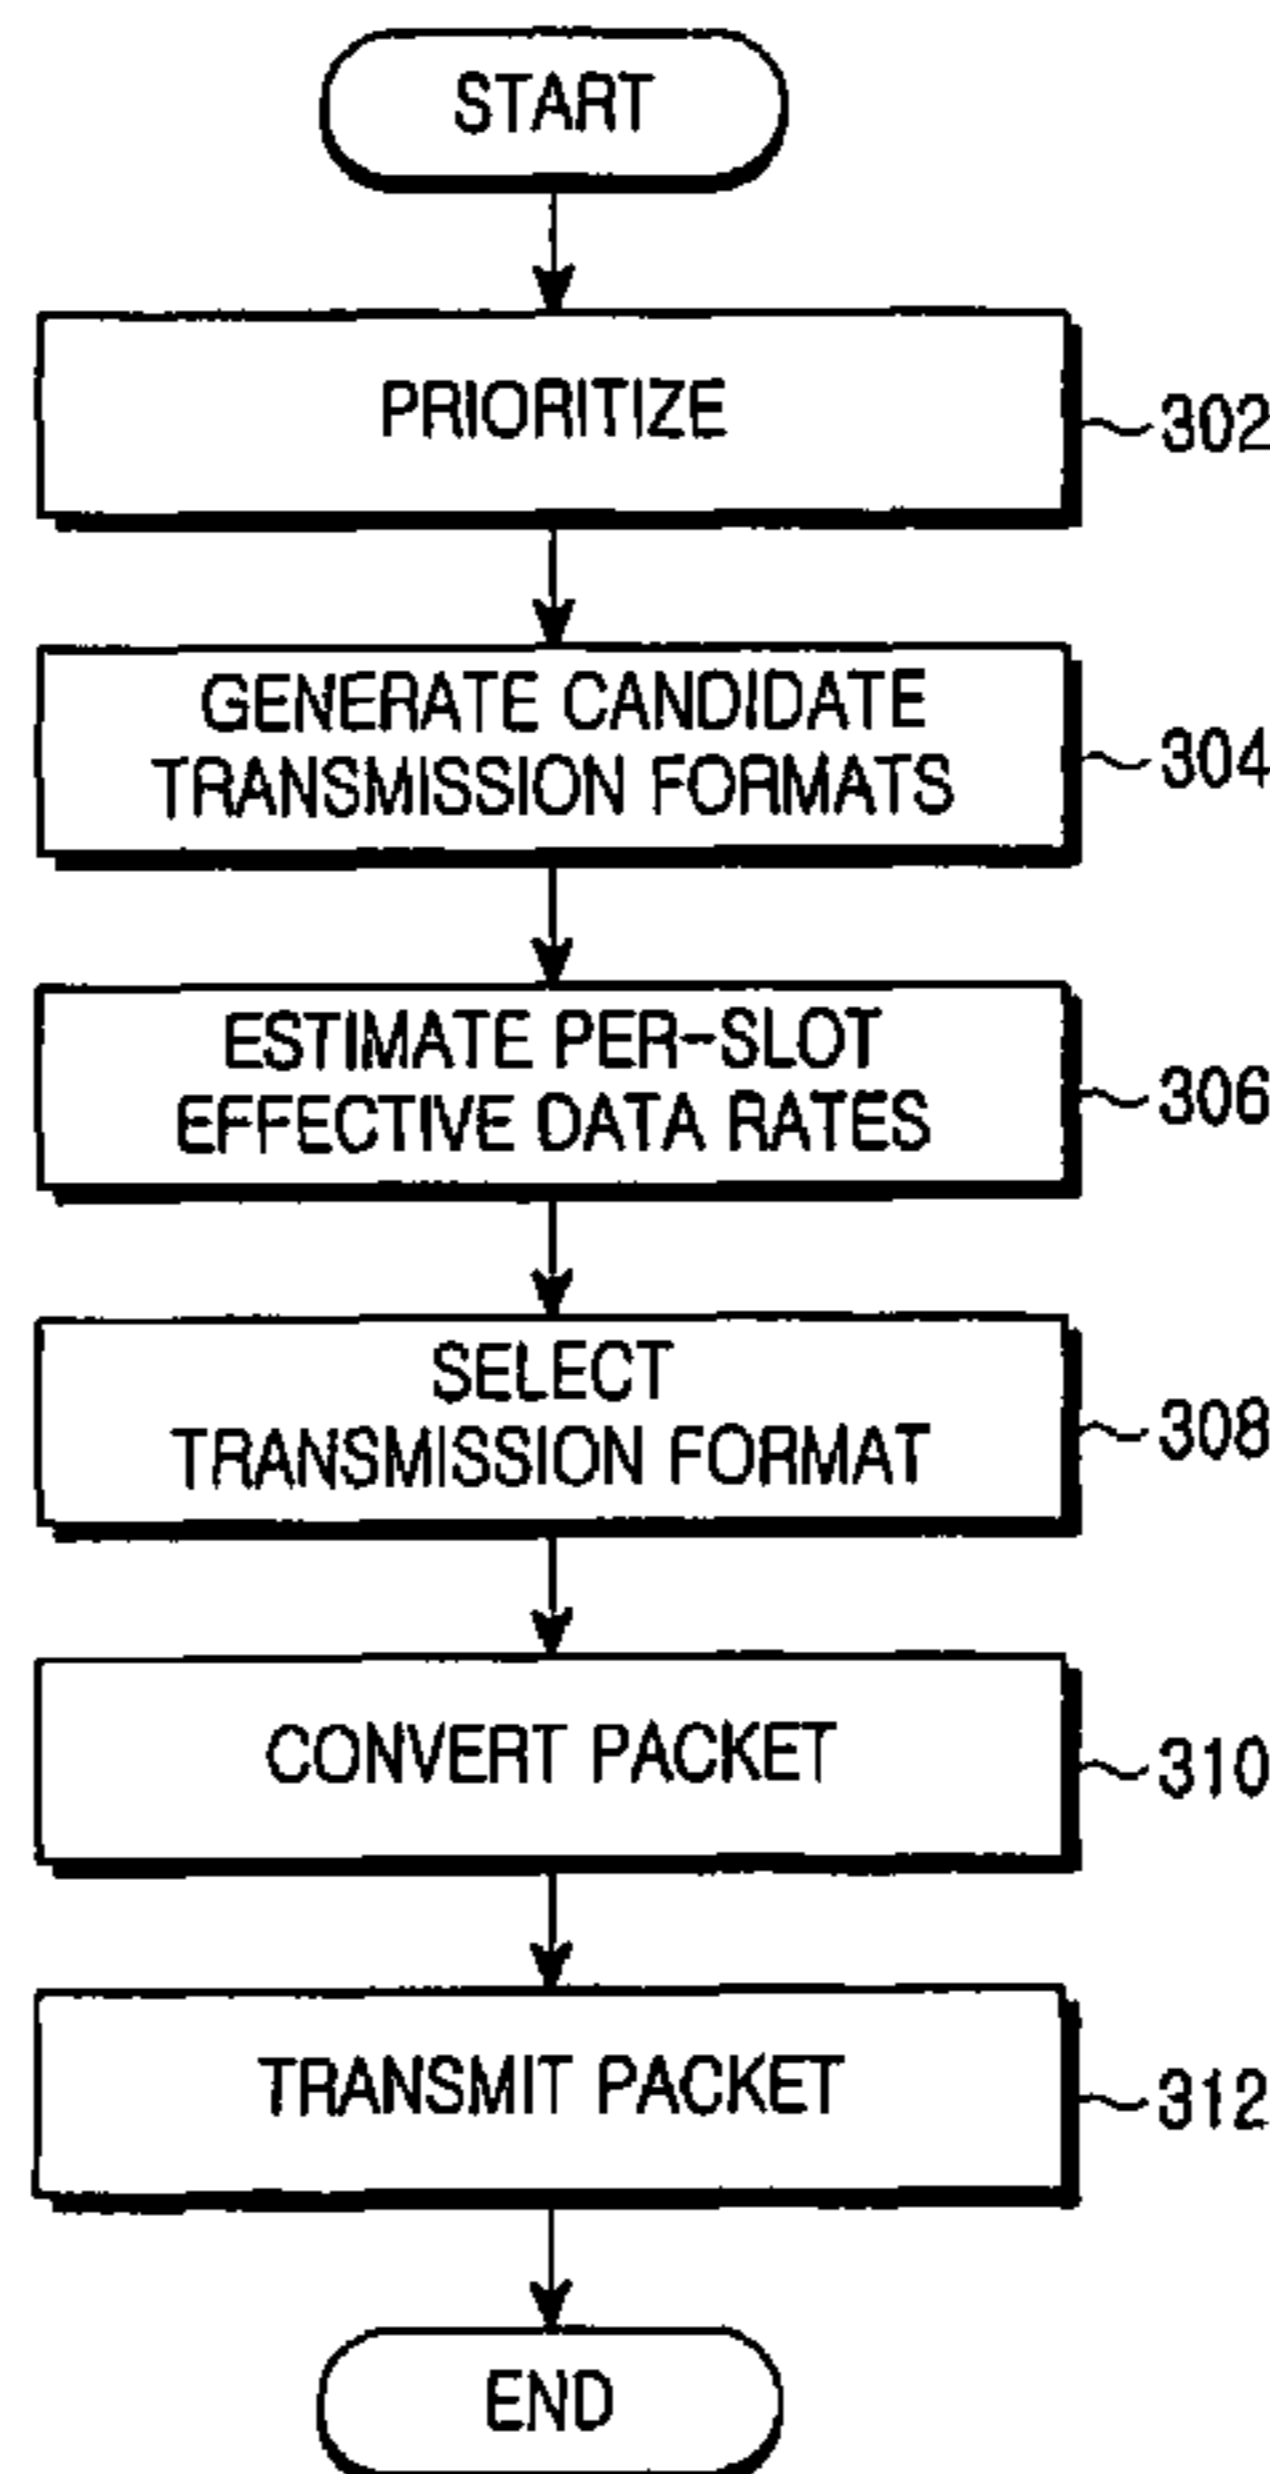 START
PRIORITIZE
302
GENERATE CANDIDATE
TRANSMISSION FORMATS
304
ESTIMATE PER-SLOT
EFFECTIVE DATA RATES
306
SELECT
TRANSMISSION FORMAT
308
CONVERT PACKET
310
TRANSMIT PACKET
312
END